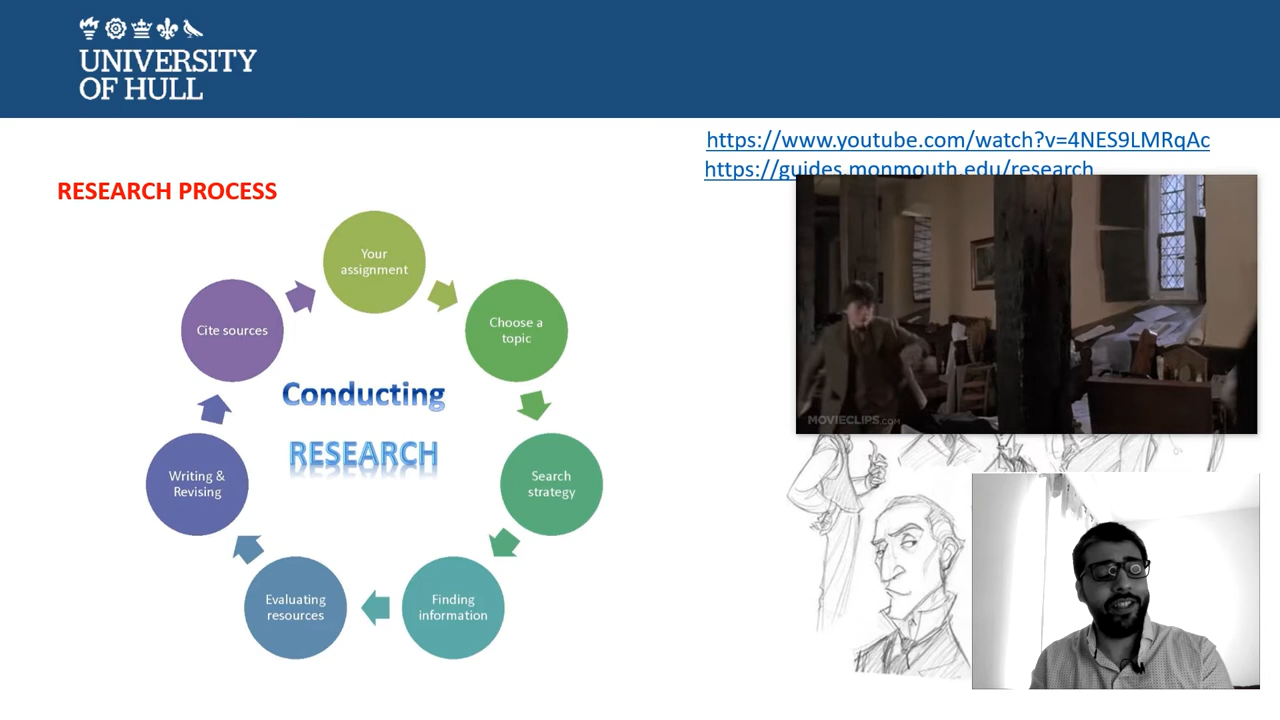 UNIVERSITY
OF HULL
https://www.youtube.com/watch?v=4NES9LMRqAc
https://guides.monmouth.edu/research
RESEARCH PROCESS
Your
assignment
Choose a
topic
Search
strategy
Finding
information
Evaluating
resources
Writing &
Revising
Cite sources
Conducting
RESEARCH
MOVIECLIPS.COM